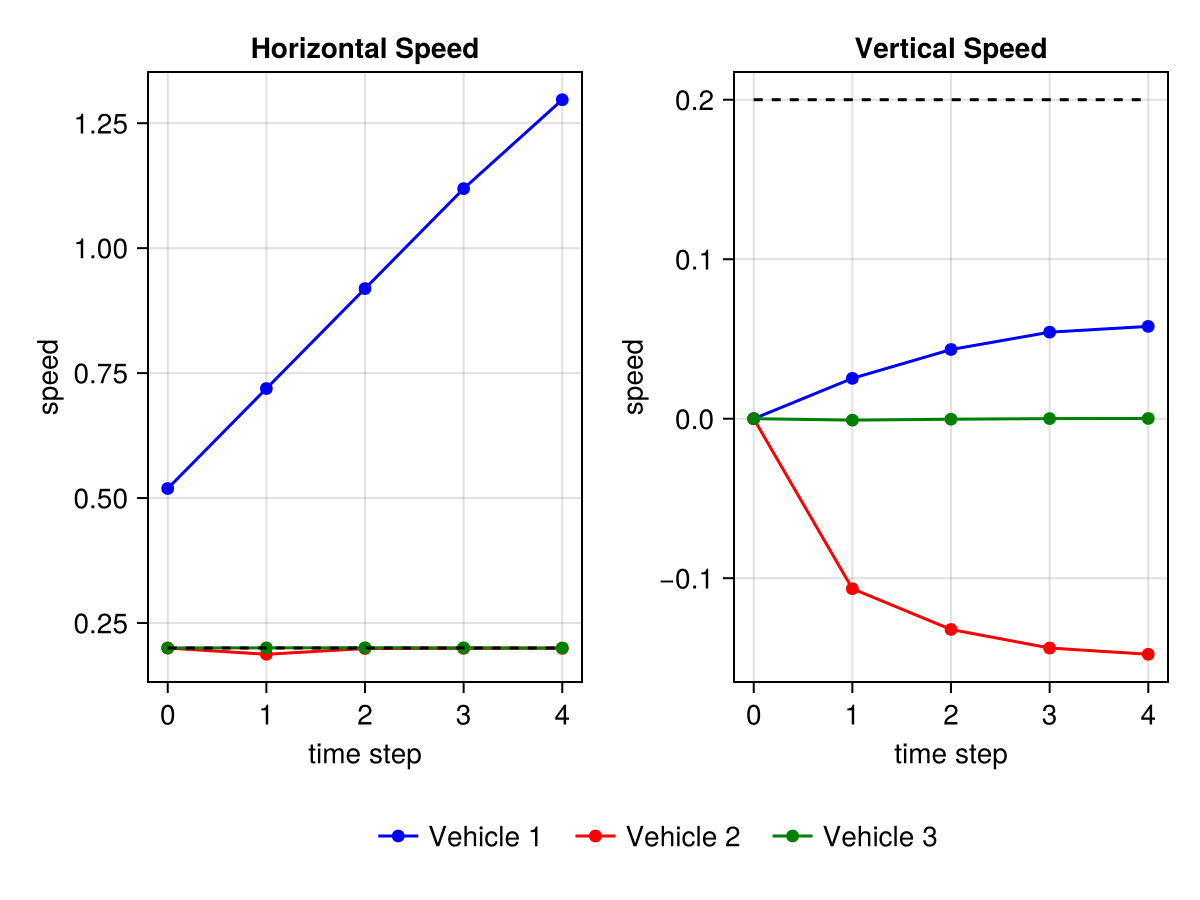 Horizontal Speed
speed
1.25
1.00
0.75
0.50
0.25
0 1 2 3 4
time step
Vertical Speed
speed
0.2
0.1
0.0
−0.1
0 1 2 3 4
time step
Vehicle 1 Vehicle 2 Vehicle 3